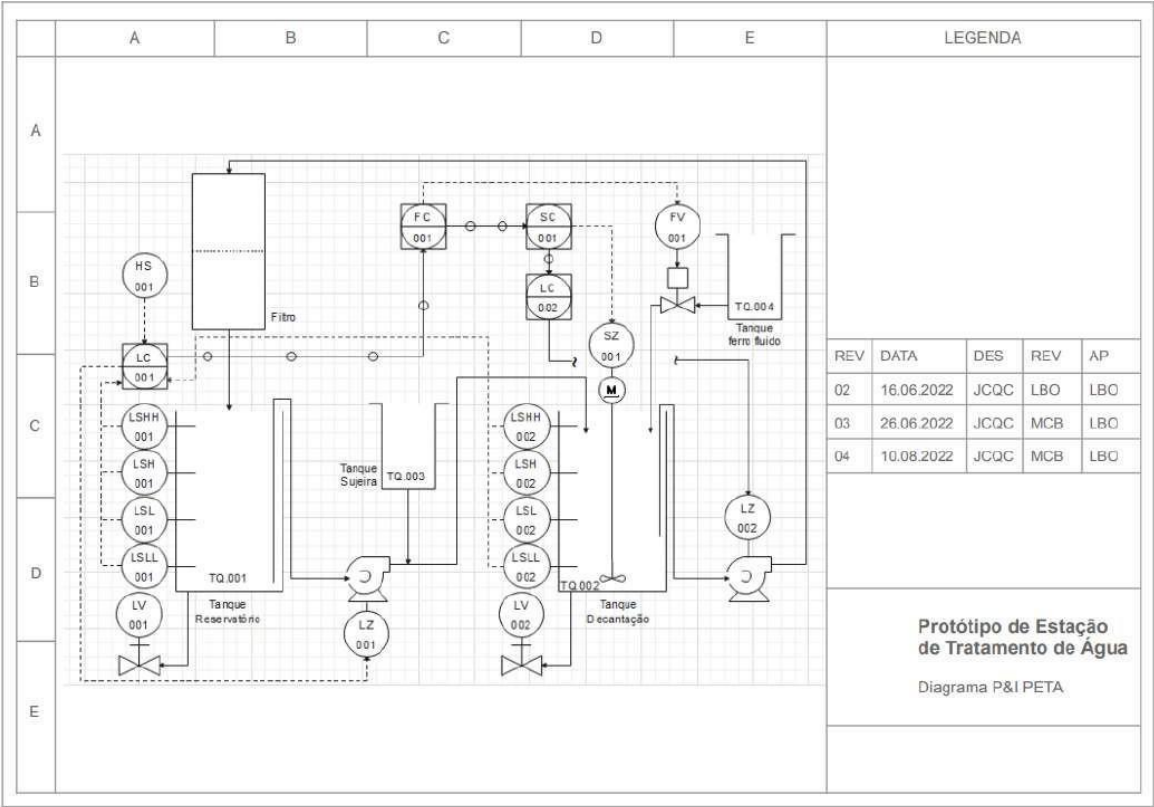 A B C D E LEGENDA
A
B
C
D
E
FC
001
SC
001
FV
001
HS
001
LC
002
TQ.004
Tanque
ferro fluido
Filtro
SZ
001
LC
001
M
LSHH
001
LSH
001
LSL
001
LSLL
001
Tanque
Sujeira
TQ.003
LSHH
002
LSH
002
LSL
002
LSLL
002
LZ
002
TQ.001
Tanque
Reservatório
TQ.002
Tanque
Decantação
LV
001
LZ
001
LV
002
REV DATA DES REV AP
02 16.06.2022 JCQC LBO LBO
03 26.06.2022 JCQC MCB LBO
04 10.08.2022 JCQC MCB LBO
Protótipo de Estação
de Tratamento de Água
Diagrama P&I PETA